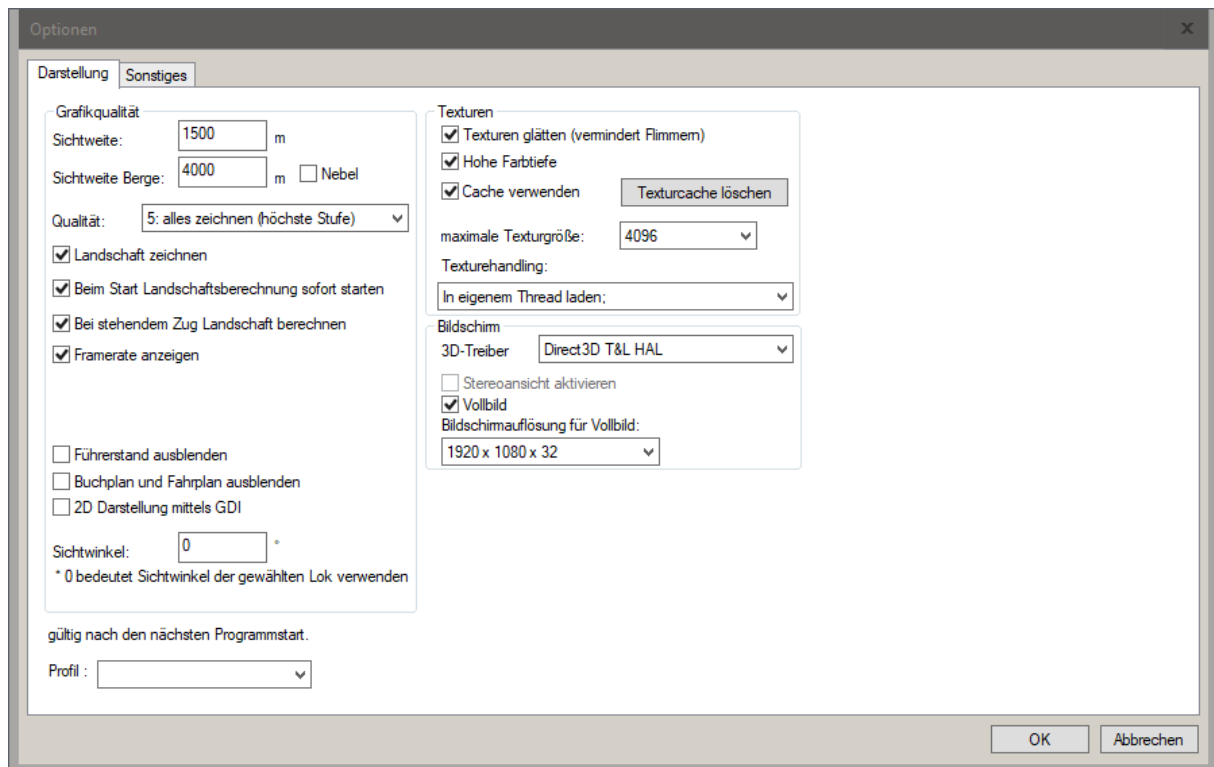 Optionen
x
Darstellung
Sonstiges
Grafikqualität
Sichtweite: 1500 m
Sichtweite Berge: 4000 m Nebel
Qualität: 5: alles zeichnen (höchste Stufe)
Landschaft zeichnen
Beim Start Landschaftsberechnung sofort starten
Bei stehendem Zug Landschaft berechnen
Framerate anzeigen
Führerstand ausblenden
Buchplan und Fahrplan ausblenden
2D Darstellung mittels GDI
Sichtwinkel: 0 °
* 0 bedeutet Sichtwinkel der gewählten Lok verwenden
Texturen
Texturen glätten (vermindert Flimmern)
Hohe Farbtiefe
Cache verwenden Texturcache löschen
maximale Texturgröße: 4096
Texturehandling:
In eigenem Thread laden;
Bildschirm
3D-Treiber Direct3D T&L HAL
Stereoansicht aktivieren
Vollbild
Bildschirmauflösung für Vollbild:
1920 x 1080 x 32
gültig nach den nächsten Programmstart.
Profil :
OK
Abbrechen